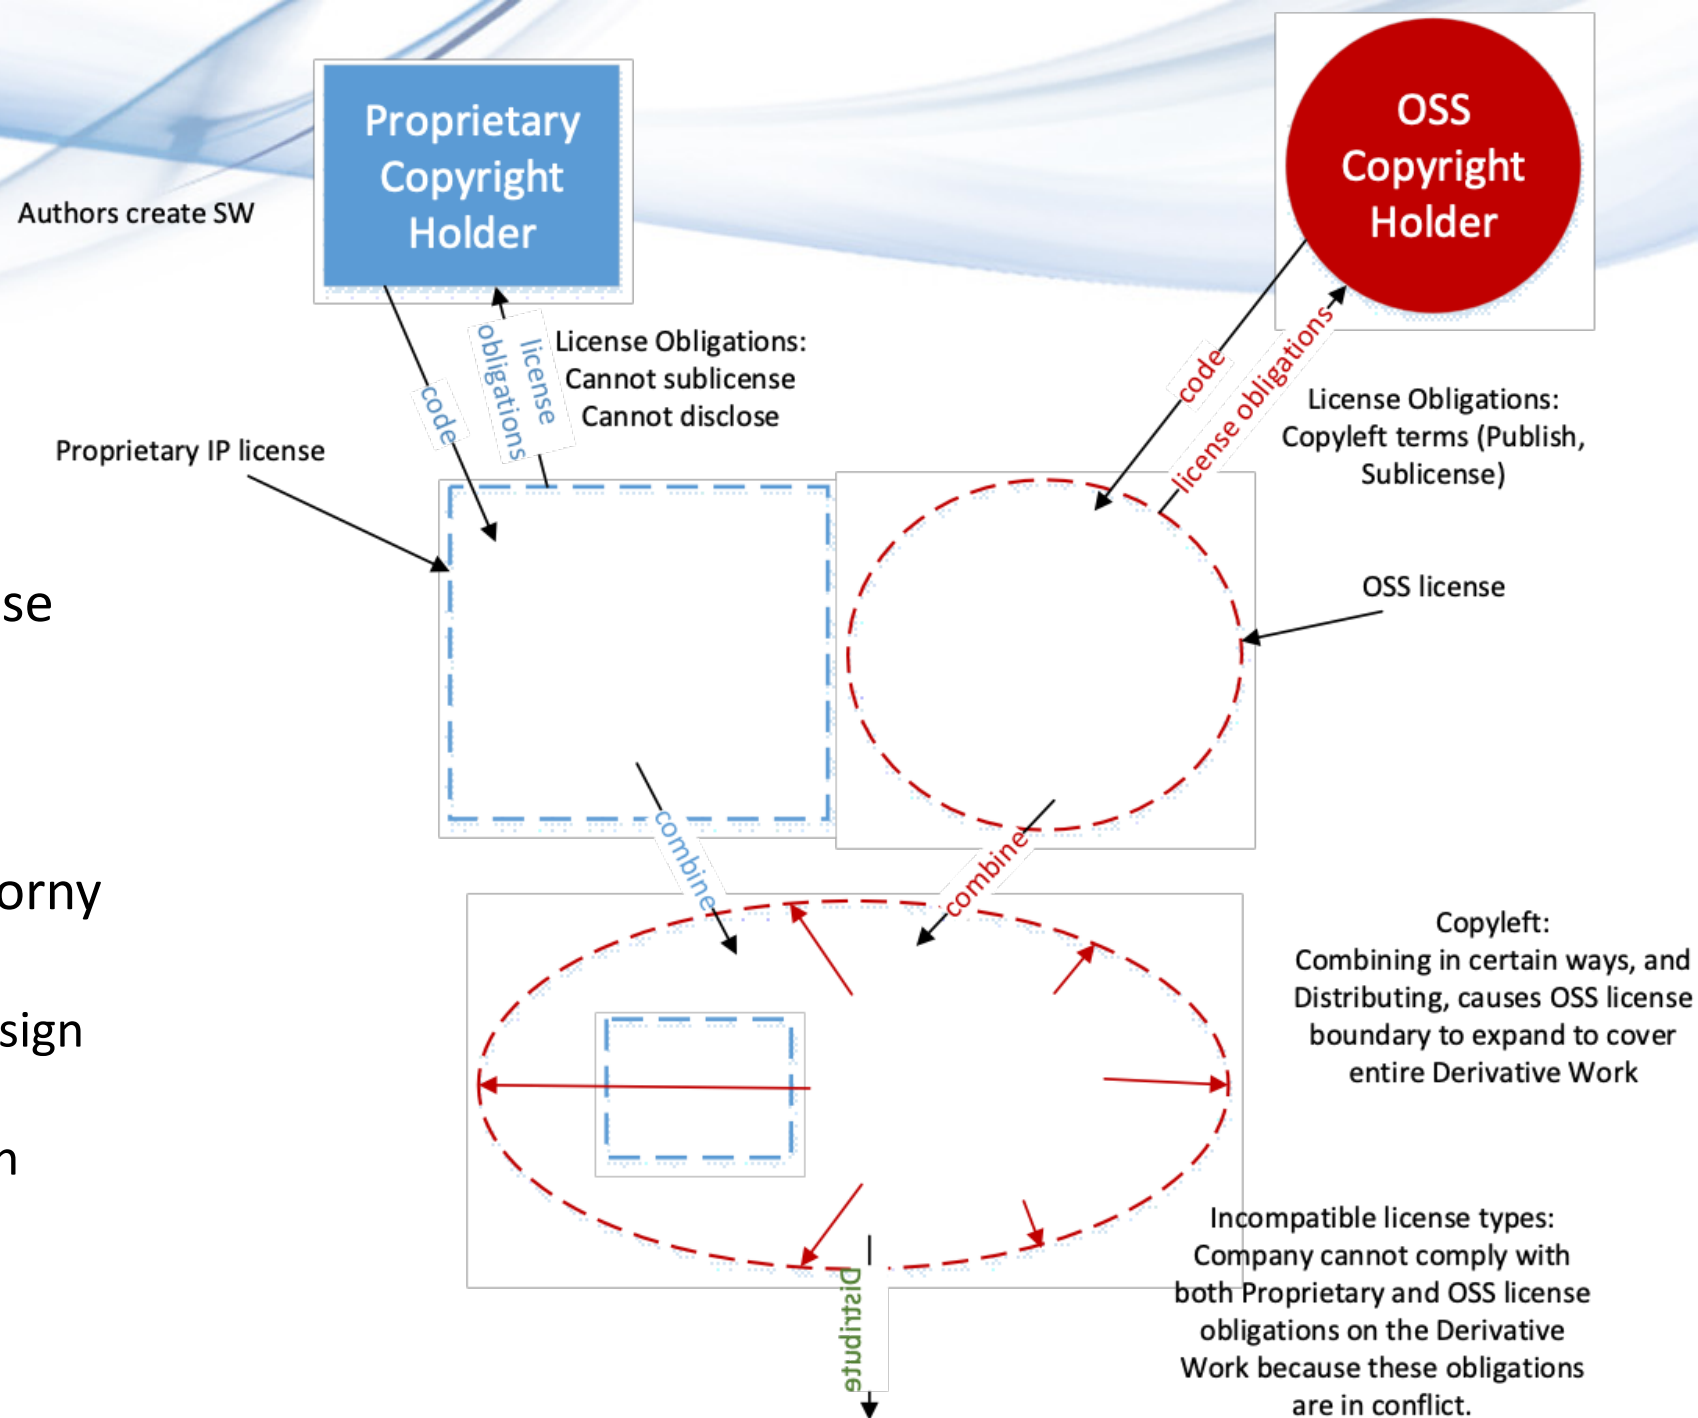 Proprietary
Copyright
Holder
OSS
Copyright
Holder
Authors create SW
code
license
obligations
License Obligations:
Cannot sublicense
Cannot disclose
code
license obligations
License Obligations:
Copyleft terms (Publish,
Sublicense)
Proprietary IP license
OSS license
se
combine
combine
orny
sign
n
Copyleft:
Combining in certain ways, and
Distributing, causes OSS license
boundary to expand to cover
entire Derivative Work
Distribute
Incompatible license types:
Company cannot comply with
both Proprietary and OSS license
obligations on the Derivative
Work because these obligations
are in conflict.